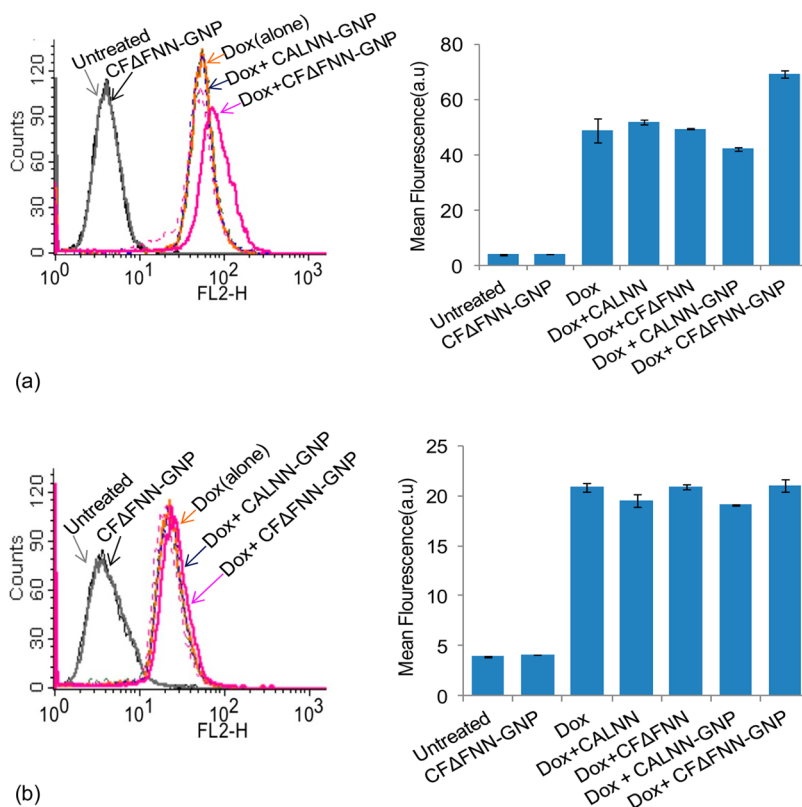 Untreated
CFΔFNN-GNP
Dox(alone)
Dox+ CALNN-GNP
Dox+CFΔFNN-GNP
Counts
120
90
60
30
0
10⁰
10¹
10²
10³
FL2-H
Mean Flourescence(a.u)
80
60
40
20
0
Untreated
CFΔFNN-GNP
Dox
Dox+CALNN
Dox+CFΔFNN
Dox + CALNN-GNP
Dox+ CFΔFNN-GNP
(a)
Untreated
CFΔFNN-GNP
Dox(alone)
Dox+ CALNN-GNP
Dox+ CFΔFNN-GNP
Counts
120
90
60
30
0
10⁰
10¹
10²
10³
FL2-H
Mean Flourescence(a.u)
25
20
15
10
5
0
Untreated
CFΔFNN-GNP
Dox
Dox+CALNN
Dox+CFΔFNN
Dox + CALNN-GNP
Dox+ CFΔFNN-GNP
(b)